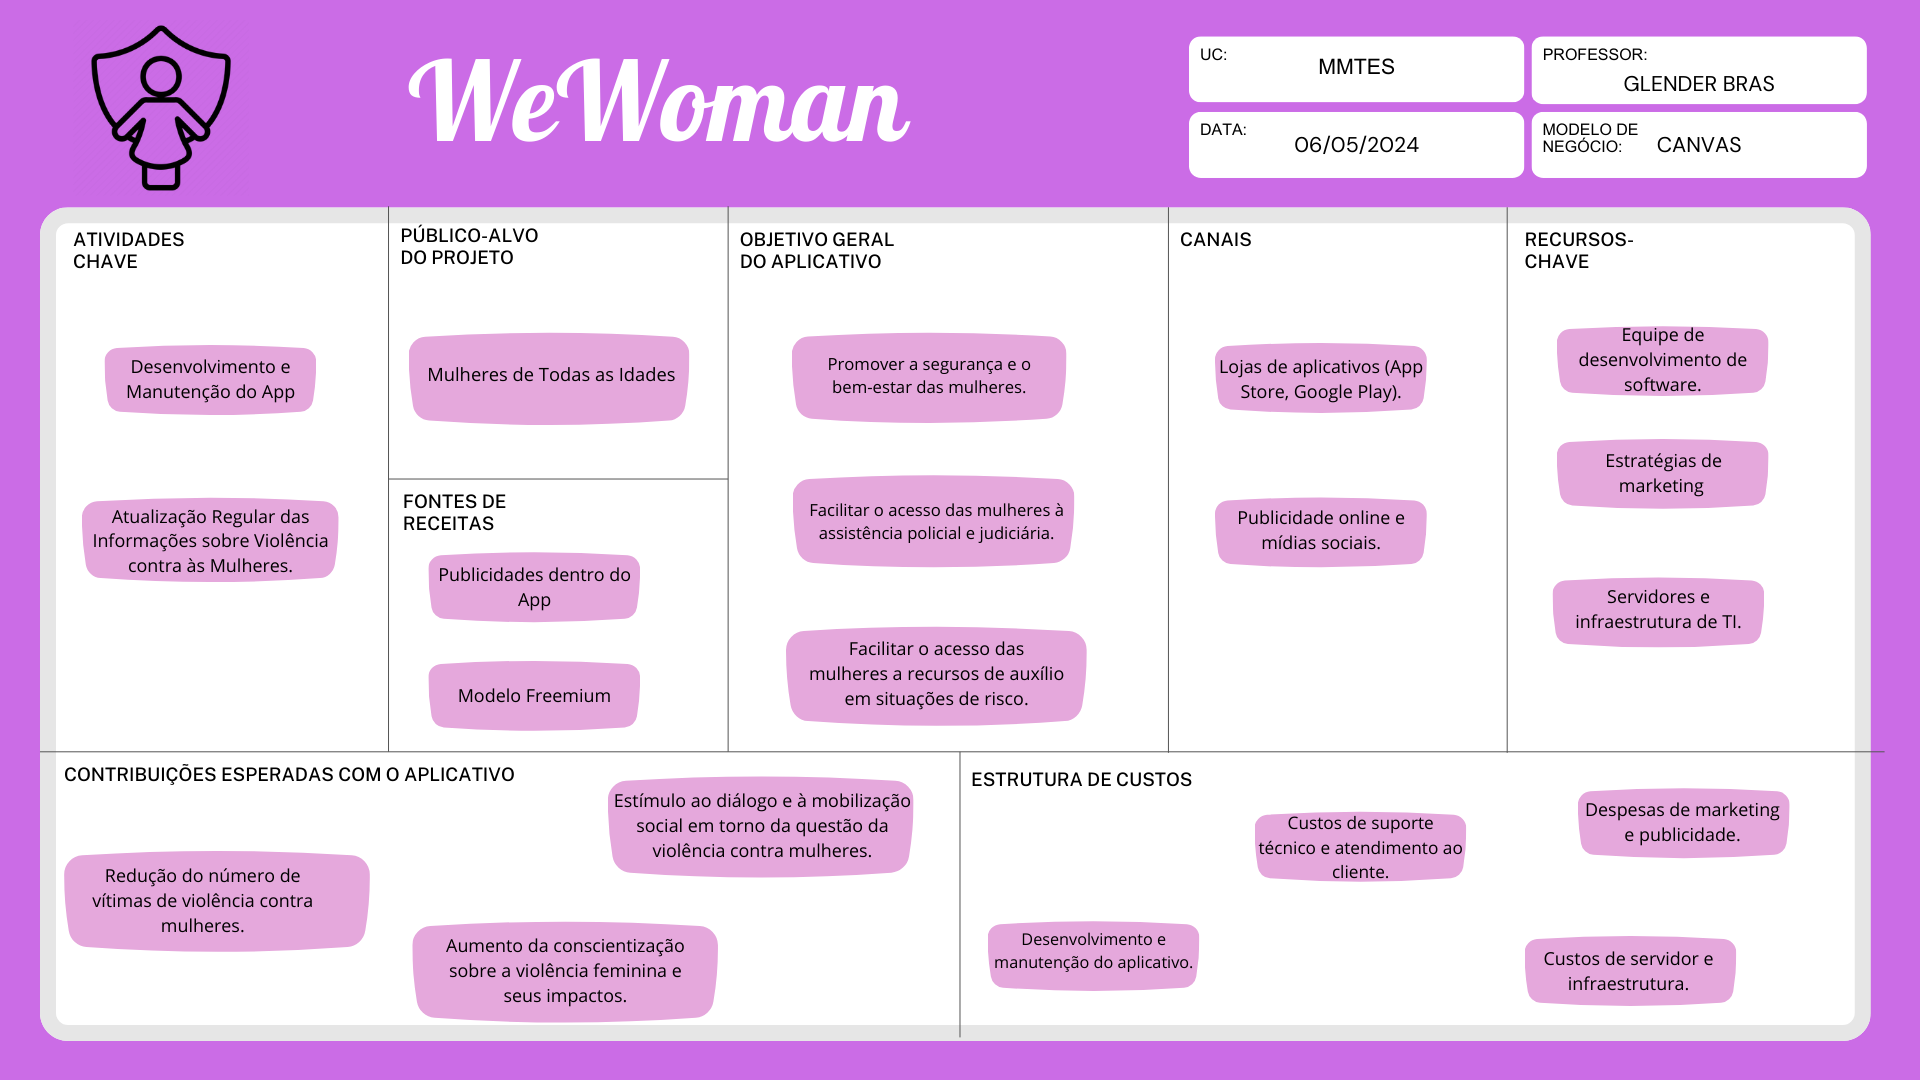 WeWoman
UC:
MMTES
PROFESSOR:
GLENDER BRAS
DATA:
06/05/2024
MODELO DE
NEGÓCIO:
CANVAS
ATIVIDADES
CHAVE
Desenvolvimento e
Manutenção do App
Atualização Regular das
Informações sobre Violência
contra às Mulheres.
PÚBLICO-ALVO
DO PROJETO
Mulheres de Todas as Idades
FONTES DE
RECEITAS
Publicidades dentro do
App
Modelo Freemium
OBJETIVO GERAL
DO APLICATIVO
Promover a segurança e o
bem-estar das mulheres.
Facilitar o acesso das mulheres à
assistência policial e judiciária.
Facilitar o acesso das
mulheres a recursos de auxílio
em situações de risco.
CANAIS
Lojas de aplicativos (App
Store, Google Play).
Publicidade online e
mídias sociais.
RECURSOS-
CHAVE
Equipe de
desenvolvimento de
software.
Estratégias de
marketing
Servidores e
infraestrutura de TI.
CONTRIBUIÇÕES ESPERADAS COM O APLICATIVO
Redução do número de
vítimas de violência contra
mulheres.
Aumento da conscientização
sobre a violência feminina e
seus impactos.
Estímulo ao diálogo e à mobilização
social em torno da questão da
violência contra mulheres.
ESTRUTURA DE CUSTOS
Desenvolvimento e
manutenção do aplicativo.
Custos de suporte
técnico e atendimento ao
cliente.
Despesas de marketing
e publicidade.
Custos de servidor e
infraestrutura.